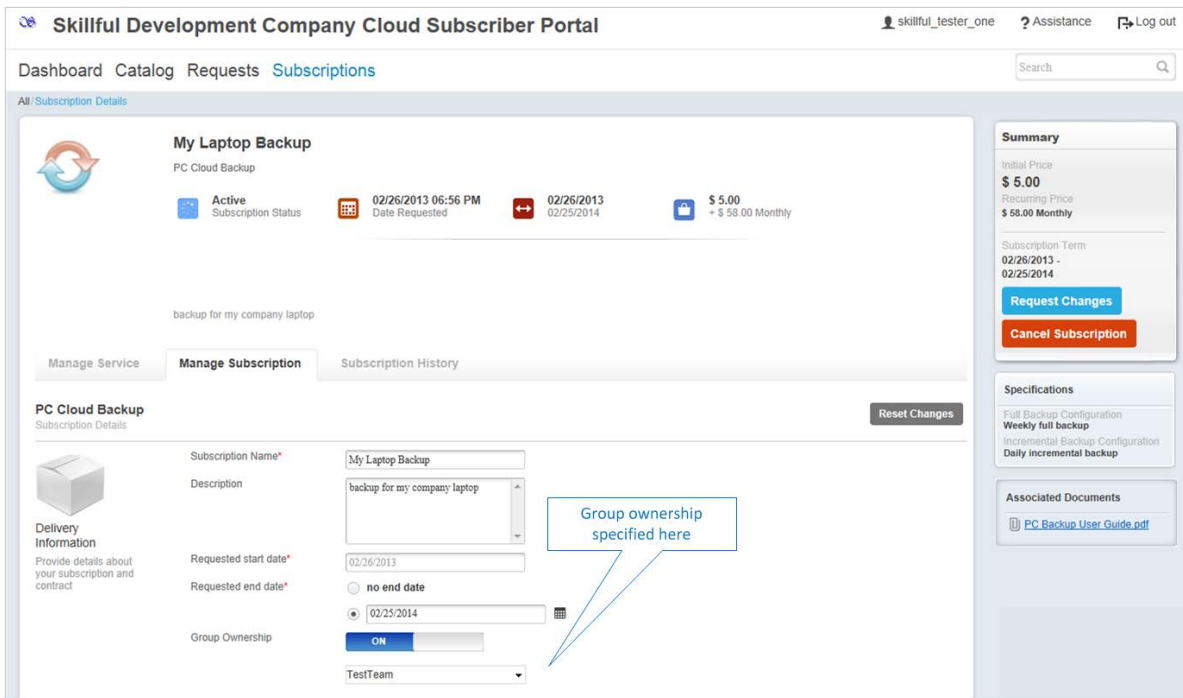 Skillful Development Company Cloud Subscriber Portal
skillful_tester_one
? Assistance
Log out
Dashboard Catalog Requests Subscriptions
Search
All/Subscription Details
My Laptop Backup
PC Cloud Backup
Active
Subscription Status
02/26/2013 06:56 PM
Date Requested
02/26/2013
02/25/2014
$ 5.00
+ $ 58.00 Monthly
backup for my company laptop
Manage Service
Manage Subscription
Subscription History
PC Cloud Backup
Subscription Details
Reset Changes
Delivery
Information
Provide details about
your subscription and
contract
Subscription Name*
My Laptop Backup
Description
backup for my company laptop
Requested start date*
02/26/2013
Requested end date*
no end date
02/25/2014
Group Ownership
ON
TestTeam
Group ownership
specified here
Summary
Initial Price
$ 5.00
Recurring Price
$ 58.00 Monthly
Subscription Term
02/26/2013 -
02/25/2014
Request Changes
Cancel Subscription
Specifications
Full Backup Configuration
Weekly full backup
Incremental Backup Configuration
Daily incremental backup
Associated Documents
PC Backup User Guide.pdf